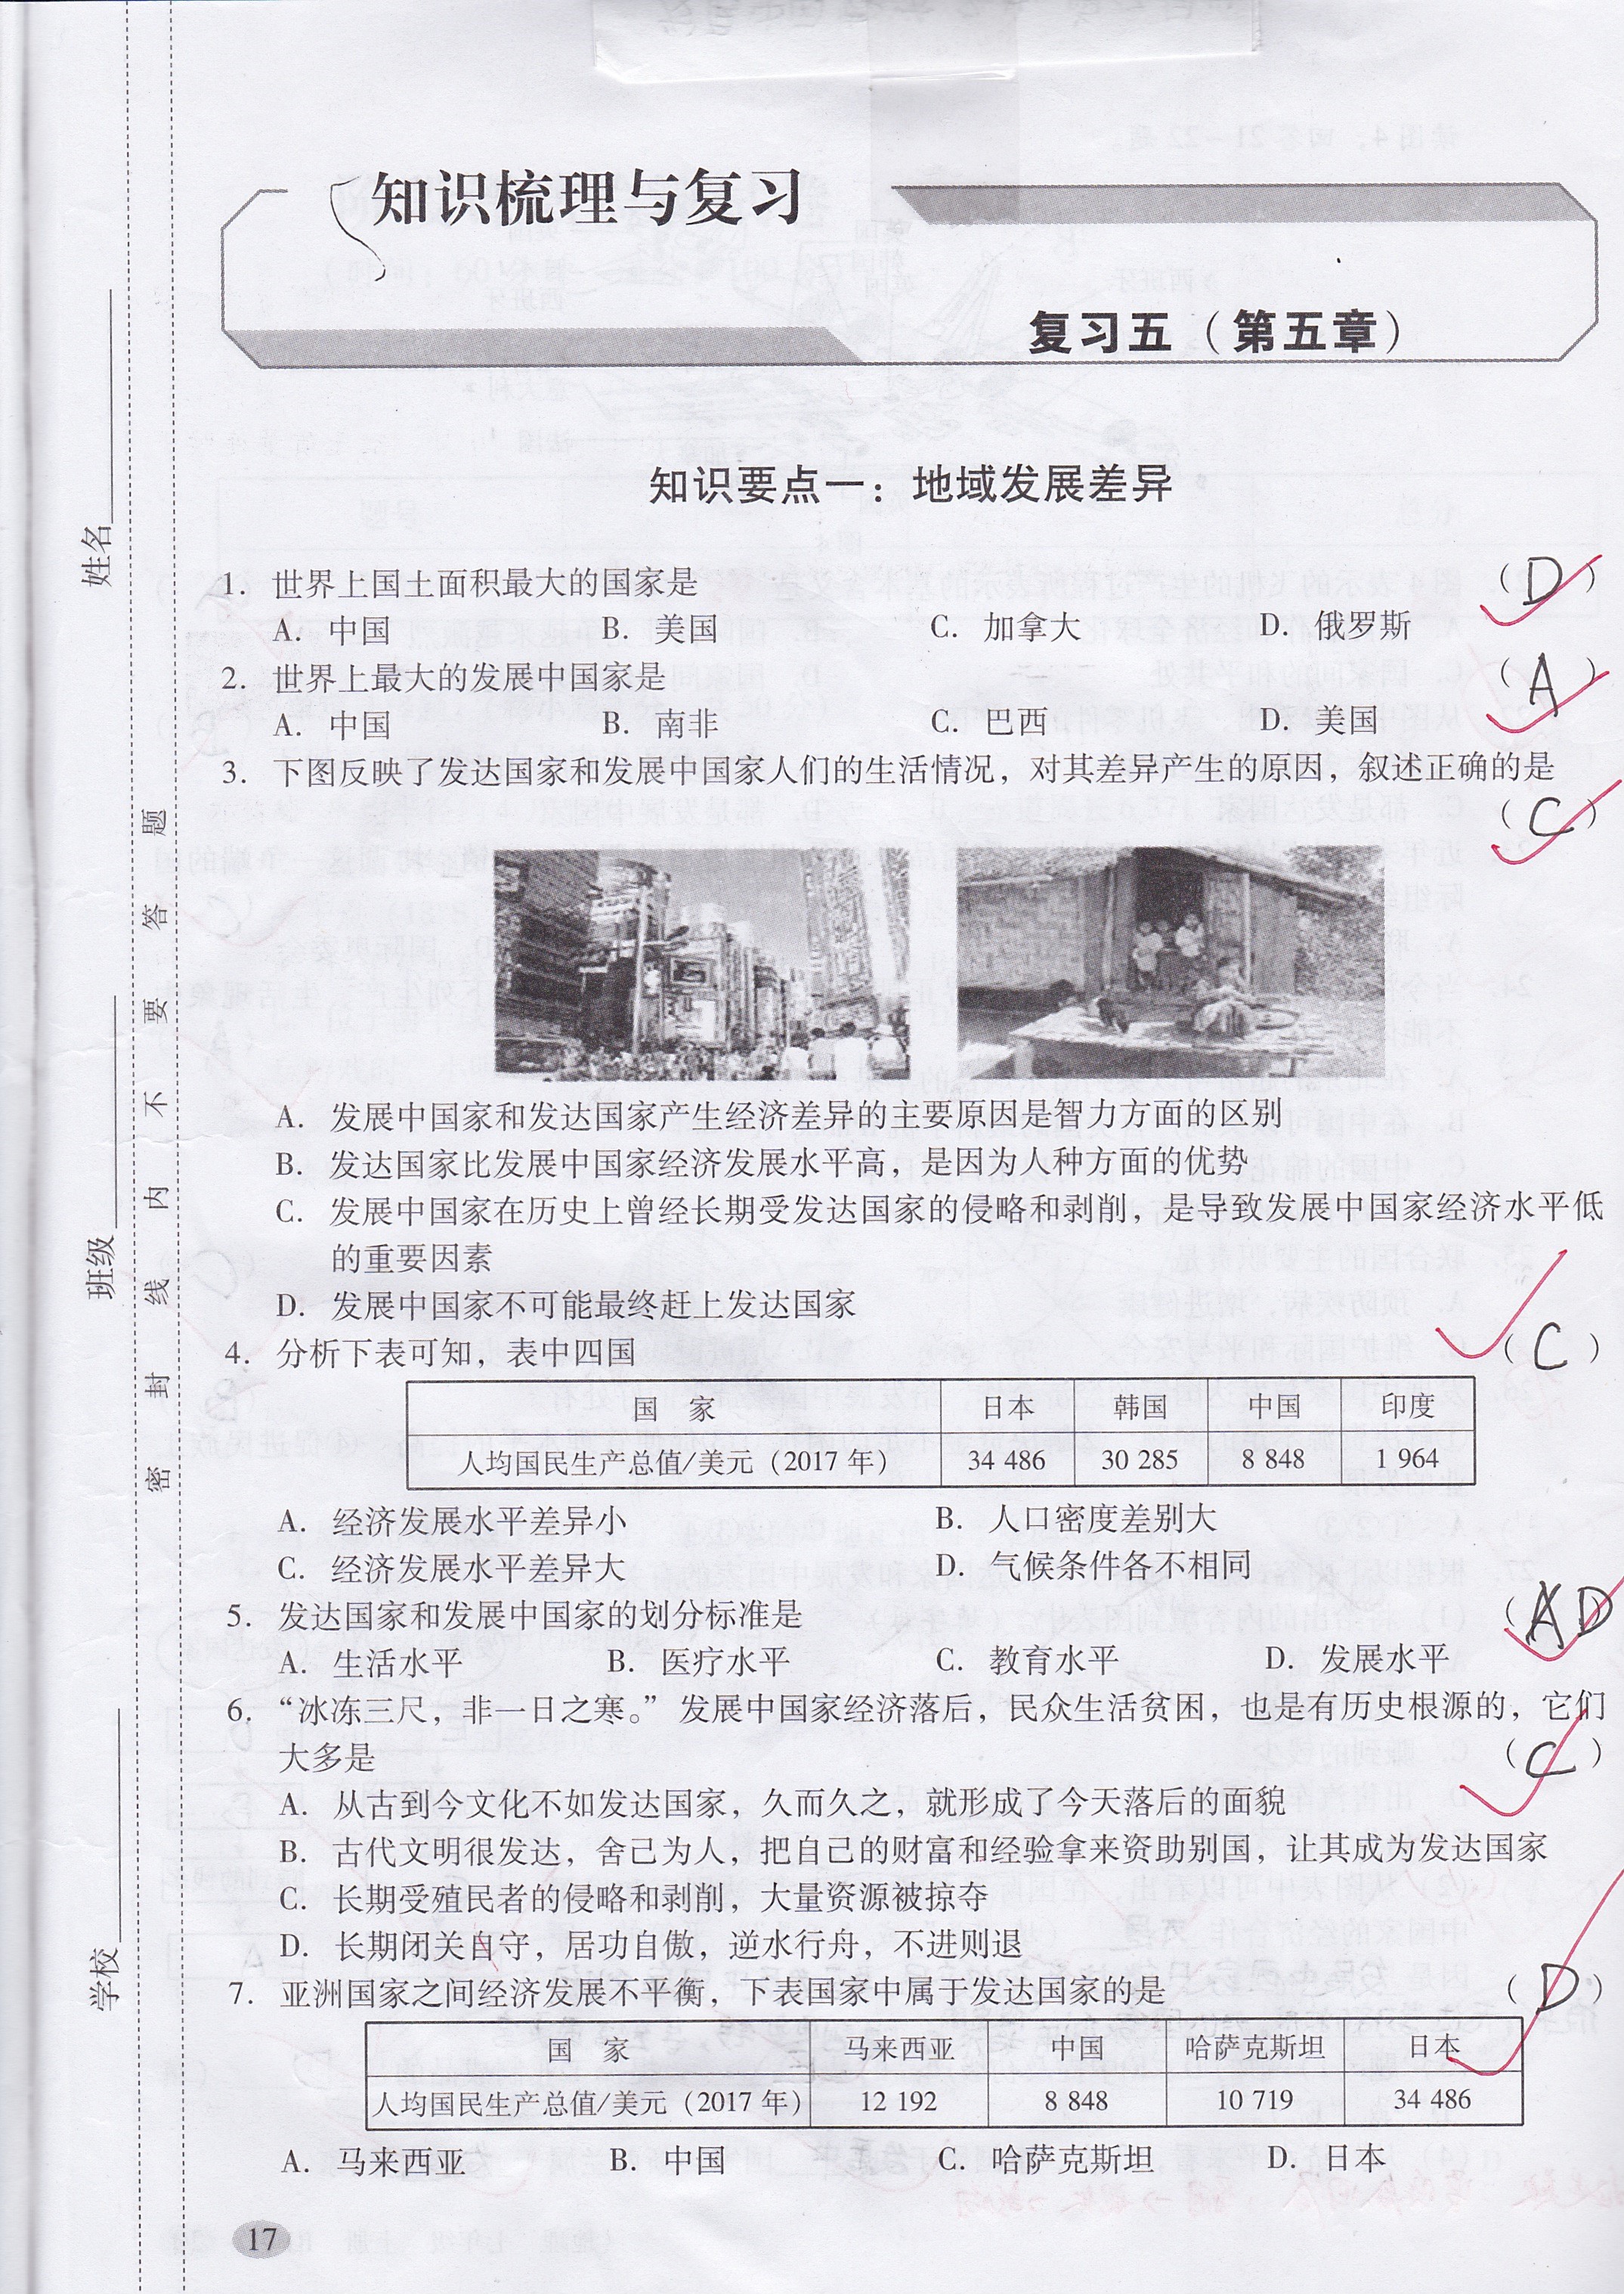 知识梳理与复习
复习五（第五章）
知识要点一：地域发展差异
1. 世界上国土面积最大的国家是 （D）
A. 中国 B. 美国 C. 加拿大 D. 俄罗斯
2. 世界上最大的发展中国家是 （A）
A. 中国 B. 南非 C. 巴西 D. 美国
3. 下图反映了发达国家和发展中国家人们的生活情况，对其差异产生的原因，叙述正确的是
（C）
A. 发展中国家和发达国家产生经济差异的主要原因是智力方面的区别
B. 发达国家比发展中国家经济发展水平高，是因为人种方面的优势
C. 发展中国家在历史上曾经长期受发达国家的侵略和剥削，是导致发展中国家经济水平低
的重要因素
D. 发展中国家不可能最终赶上发达国家
4. 分析下表可知，表中四国 （C）
国 家 日本 韩国 中国 印度
人均国民生产总值/美元（2017 年） 34 486 30 285 8 848 1 964
A. 经济发展水平差异小 B. 人口密度差别大
C. 经济发展水平差异大 D. 气候条件各不相同
5. 发达国家和发展中国家的划分标准是 （A D）
A. 生活水平 B. 医疗水平 C. 教育水平 D. 发展水平
6. “冰冻三尺，非一日之寒。” 发展中国家经济落后，民众生活贫困，也是有历史根源的，它们
大多是 （C）
A. 从古到今文化不如发达国家，久而久之，就形成了今天落后的面貌
B. 古代文明很发达，舍己为人，把自己的财富和经验拿来资助别国，让其成为发达国家
C. 长期受殖民者的侵略和剥削，大量资源被掠夺
D. 长期闭关自守，居功自傲，逆水行舟，不进则退
7. 亚洲国家之间经济发展不平衡，下表国家中属于发达国家的是 （D）
国 家 马来西亚 中国 哈萨克斯坦 日本
人均国民生产总值/美元（2017 年） 12 192 8 848 10 719 34 486
A. 马来西亚 B. 中国 C. 哈萨克斯坦 D. 日本
17
姓名
班级
学校
密 封 线 内 不 要 答 题